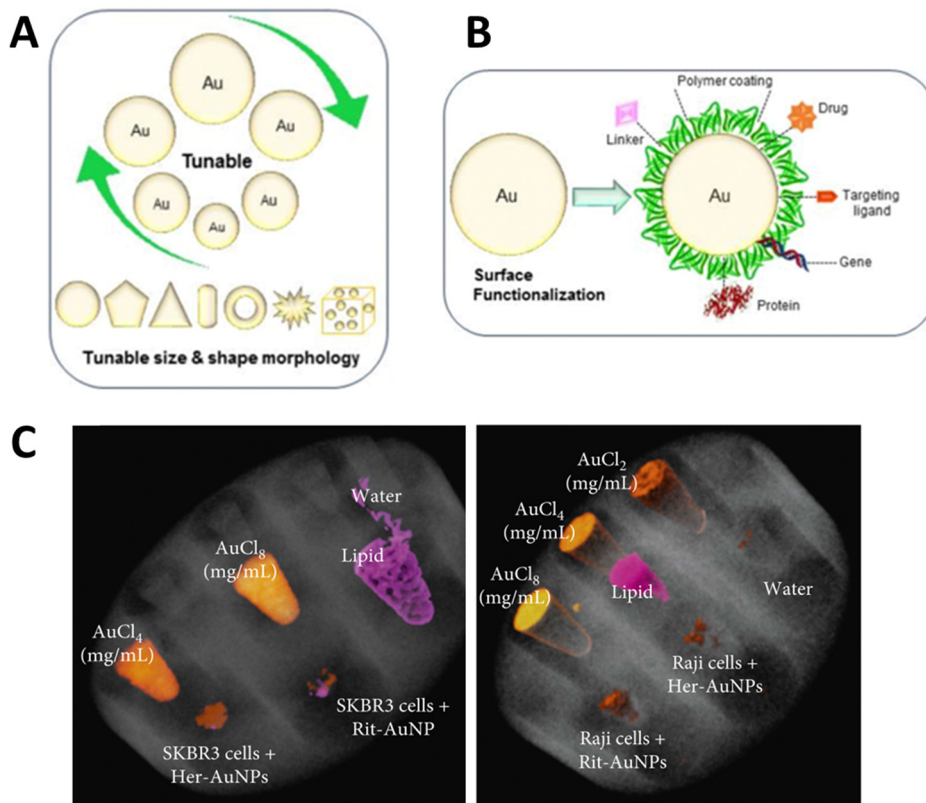 A
Au
Au
Au
Tunable
Au
Au
Au
Tunable size & shape morphology
B
Polymer coating
Drug
Linker
Au
Au
Targeting
ligand
Surface
Functionalization
Gene
Protein
C
Water
AuCl₈
(mg/mL)
Lipid
AuCl₄
(mg/mL)
SKBR3 cells +
Rit-AuNP
SKBR3 cells +
Her-AuNPs
AuCl₂
(mg/mL)
AuCl₄
(mg/mL)
AuCl₈
(mg/mL)
Lipid
Water
Raji cells +
Her-AuNPs
Raji cells +
Rit-AuNPs